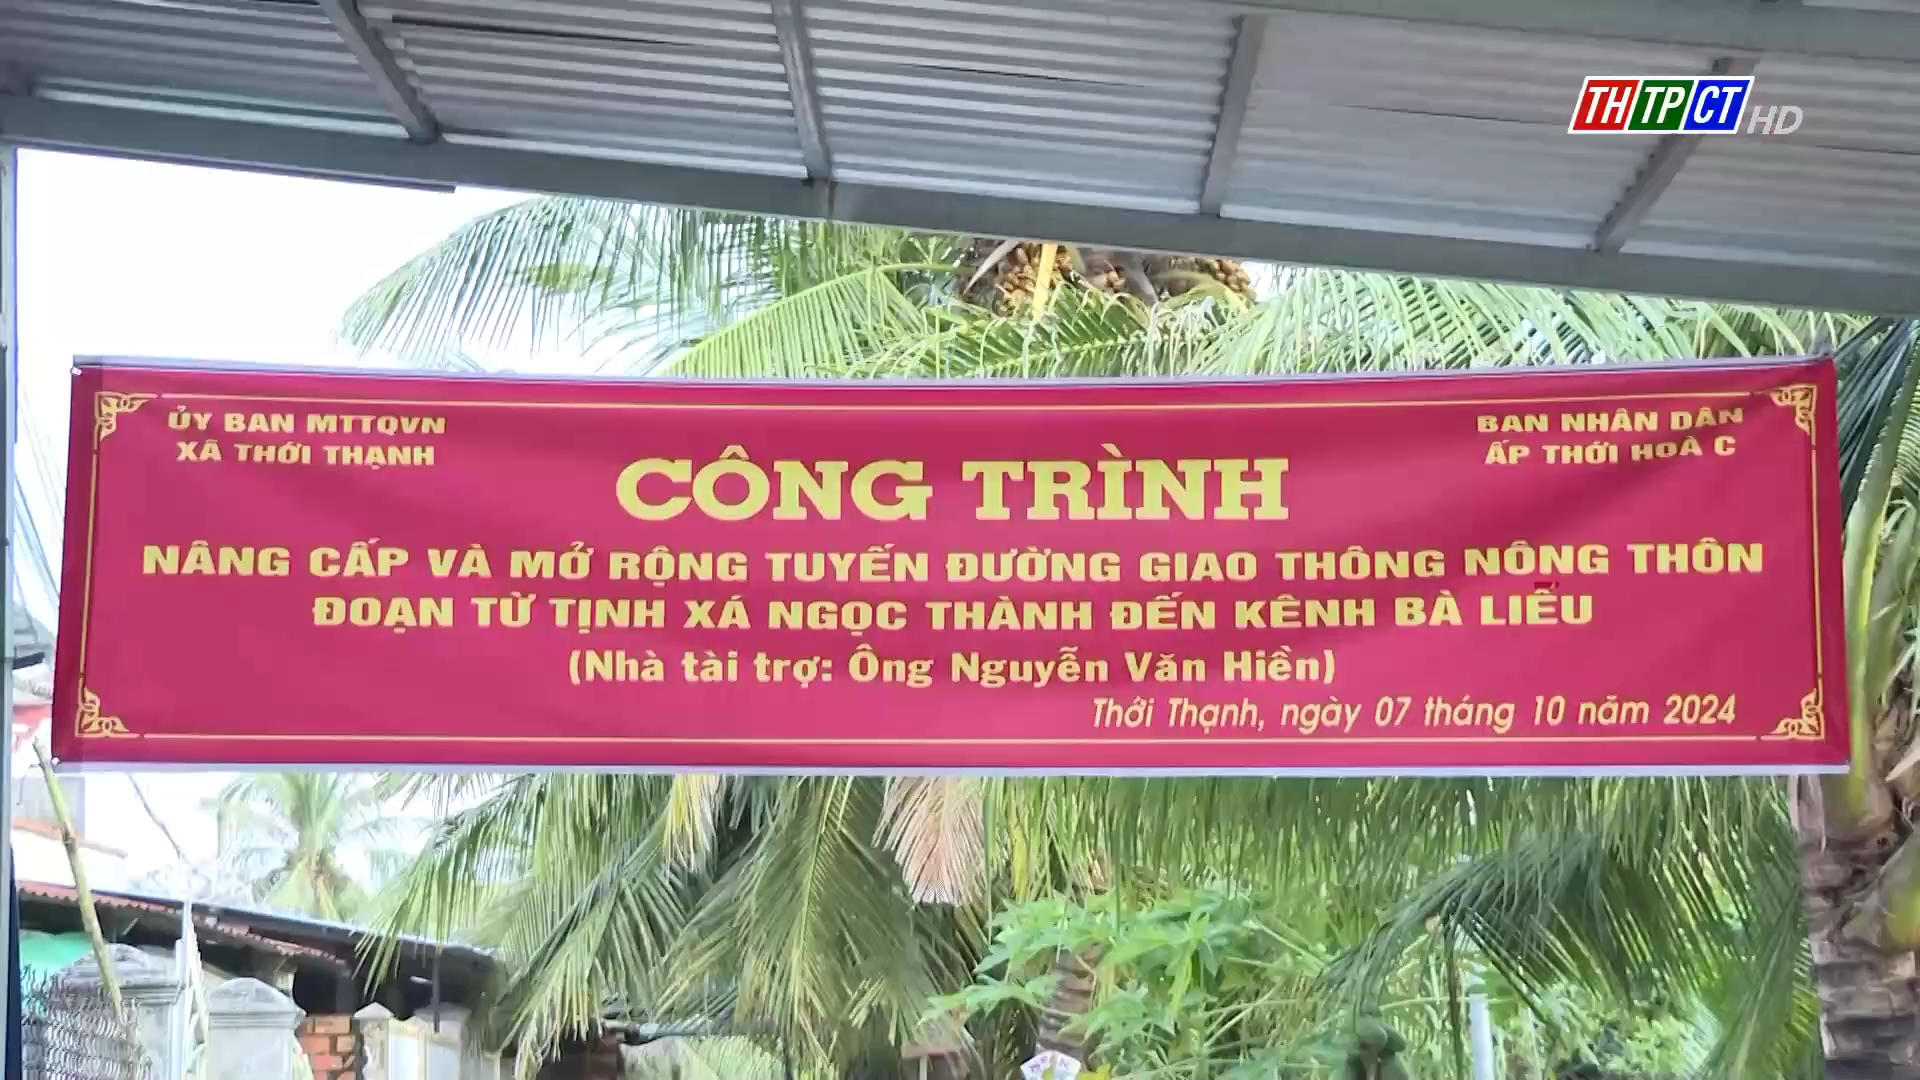 THTPCT HD
ỦY BAN MTTQVN
XÃ THỚI THẠNH
BAN NHÂN DÂN
ẤP THỚI HOÀ C
CÔNG TRÌNH
NÂNG CẤP VÀ MỞ RỘNG TUYẾN ĐƯỜNG GIAO THÔNG NÔNG THÔN
ĐOẠN TỪ TỊNH XÁ NGỌC THÀNH ĐẾN KÊNH BÀ LIỄU
(Nhà tài trợ: Ông Nguyễn Văn Hiền)
Thới Thạnh, ngày 07 tháng 10 năm 2024